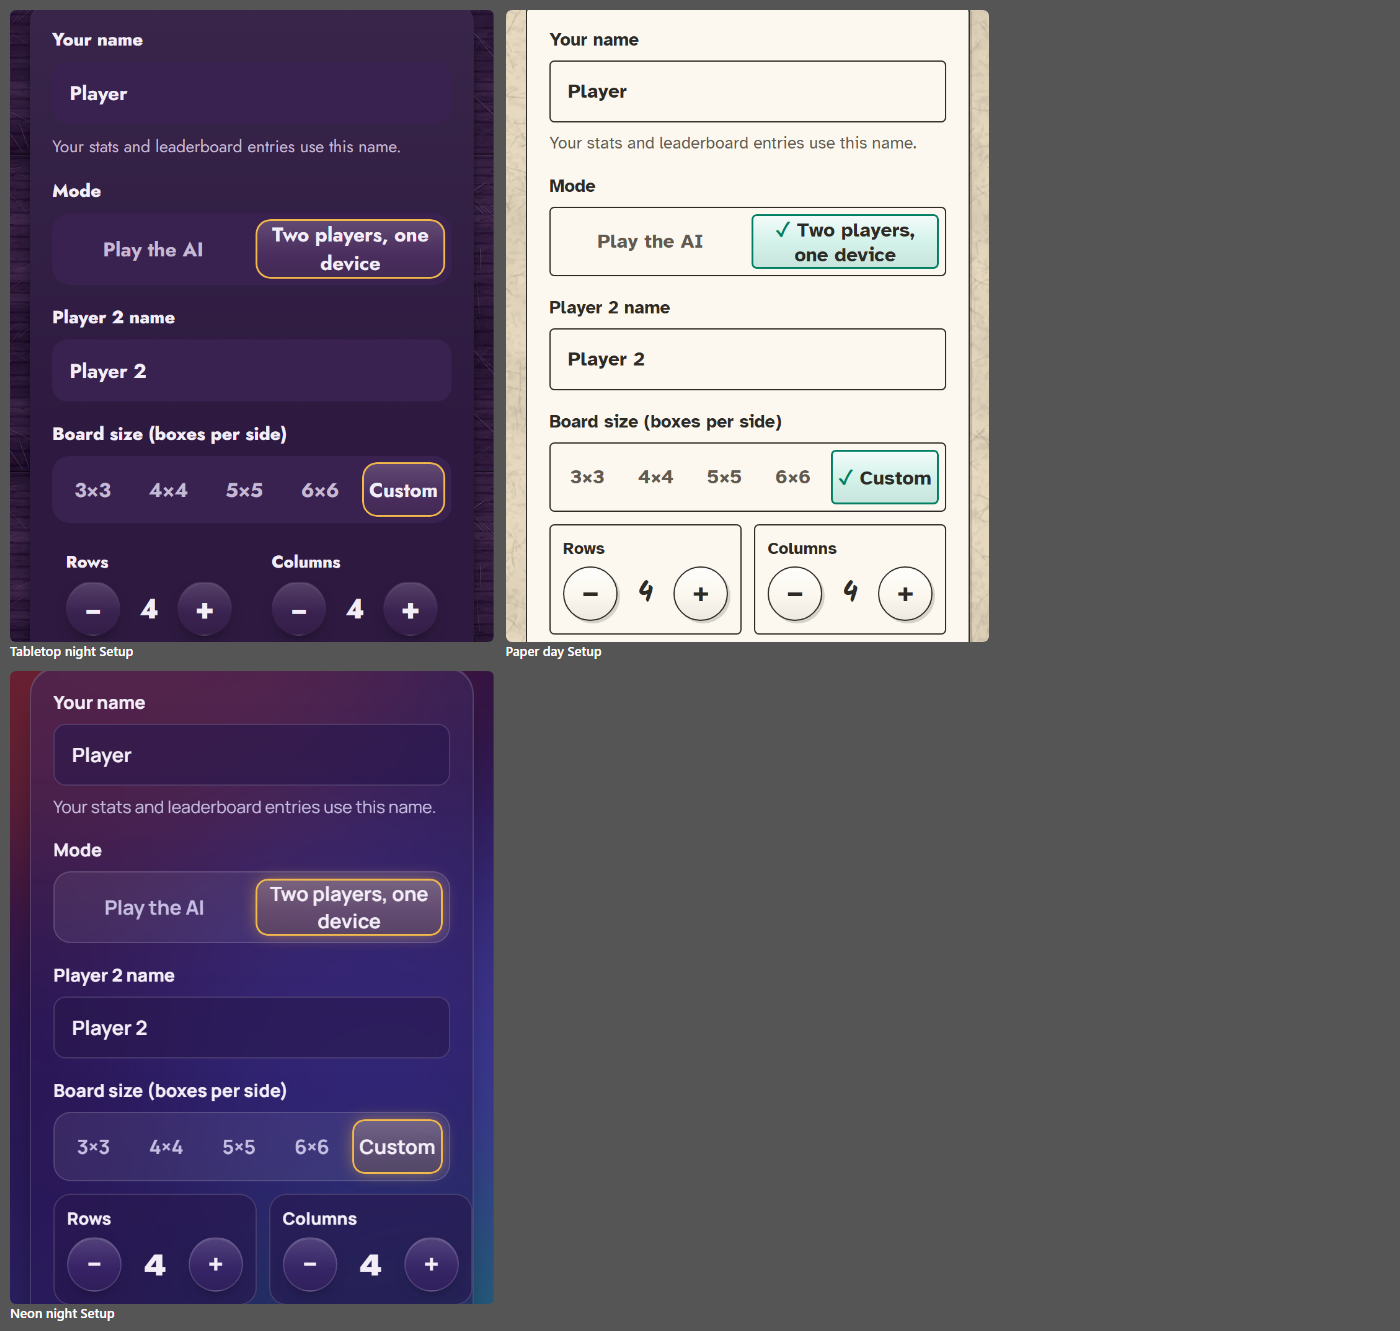 Your name
Player
Your stats and leaderboard entries use this name.
Mode
Play the AI
Two players, one
device
Player 2 name
Player 2
Board size (boxes per side)
3×3 4×4 5×5 6×6 Custom
Rows Columns
− 4 + − 4 +
Tabletop night Setup
Your name
Player
Your stats and leaderboard entries use this name.
Mode
Play the AI
✓ Two players,
one device
Player 2 name
Player 2
Board size (boxes per side)
3×3 4×4 5×5 6×6 ✓ Custom
Rows Columns
− 4 + − 4 +
Paper day Setup
Your name
Player
Your stats and leaderboard entries use this name.
Mode
Play the AI
Two players, one
device
Player 2 name
Player 2
Board size (boxes per side)
3×3 4×4 5×5 6×6 Custom
Rows Columns
− 4 + − 4 +
Neon night Setup